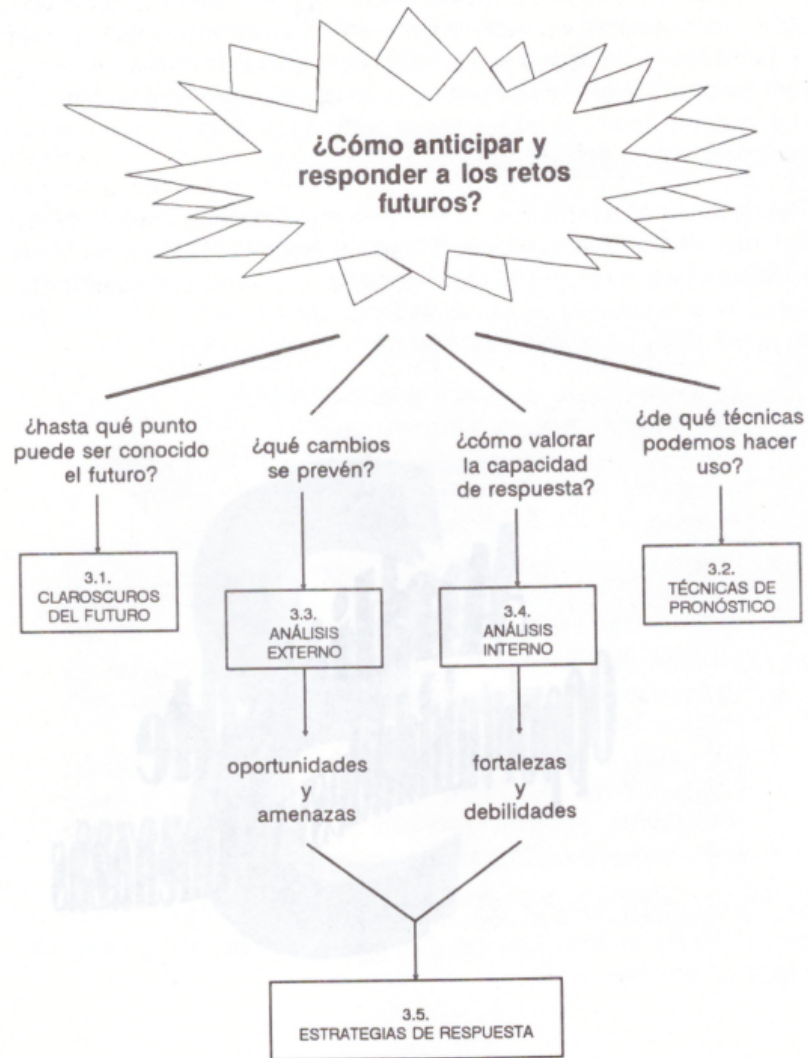 ¿Cómo anticipar y
responder a los retos
futuros?
¿hasta qué punto
puede ser conocido
el futuro?
¿qué cambios
se prevén?
¿cómo valorar
la capacidad
de respuesta?
¿de qué técnicas
podemos hacer
uso?
3.1.
CLAROSCUROS
DEL FUTURO
3.3.
ANÁLISIS
EXTERNO
3.4.
ANÁLISIS
INTERNO
3.2.
TÉCNICAS DE
PRONÓSTICO
oportunidades
y
amenazas
fortalezas
y
debilidades
3.5.
ESTRATEGIAS DE RESPUESTA